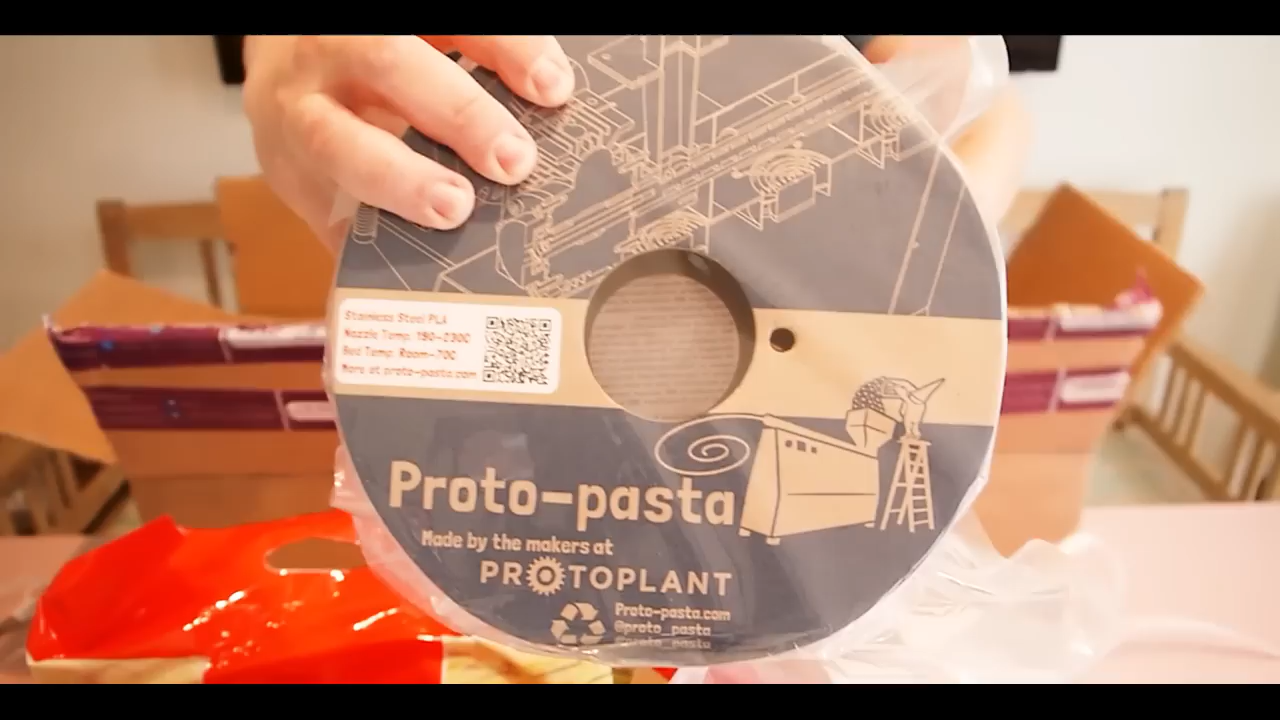 Stainless Steel PLA
Nozzle Temp: 190-230C
Bed Temp: Room-70C
More at proto-pasta.com
Proto-pasta
Made by the makers at
PROTOPLANT
Proto-pasta.com
@proto_pasta
@proto_pasta